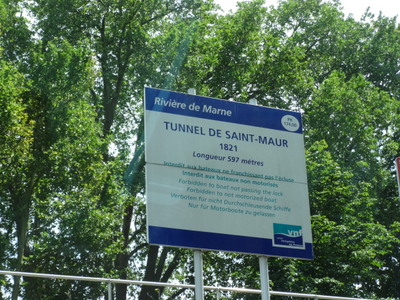 Rivière de Marne
PK
TUNNEL DE SAINT-MAUR
1821
Longueur 597 mètres
Interdit aux bateaux ne franchissant pas l'écluse
Interdit aux bateaux non motorisés
Forbidden to boat not passing the lock
Forbidden to not motorized boat
Verboten für nicht Durchschleusende Schiffe
Nur für Motorboote zu gelassen
vnf